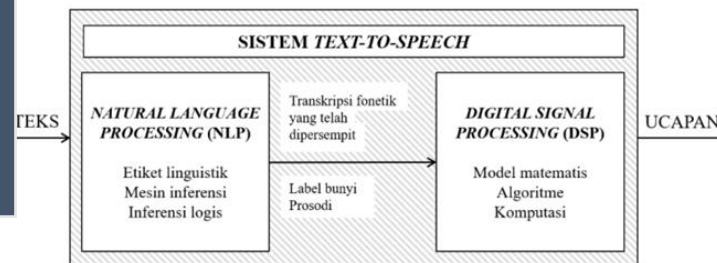 SISTEM TEXT-TO-SPEECH
TEKS
NATURAL LANGUAGE
PROCESSING (NLP)
Etiket linguistik
Mesin inferensi
Inferensi logis
Transkripsi fonetik
yang telah
dipersempit
Label bunyi
Prosodi
DIGITAL SIGNAL
PROCESSING (DSP)
Model matematis
Algoritme
Komputasi
UCAPAN